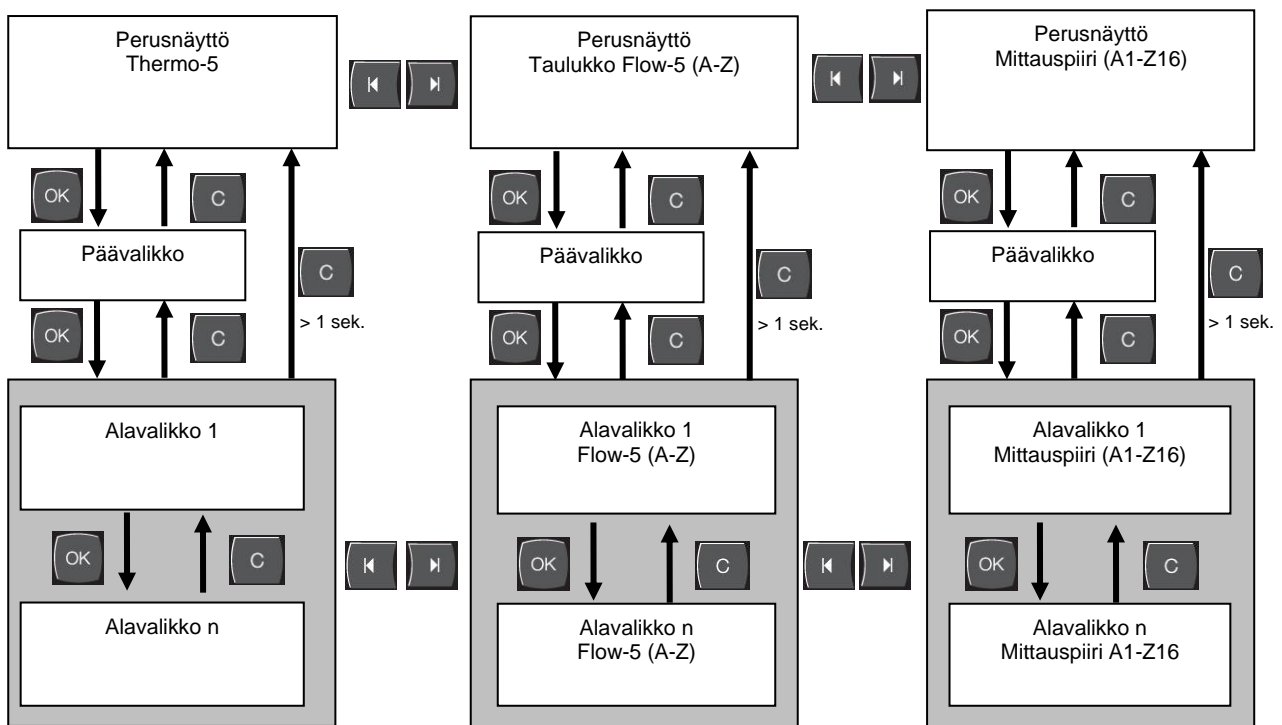 Perusnäyttö
Thermo-5
Perusnäyttö
Taulukko Flow-5 (A-Z)
Perusnäyttö
Mittauspiiri (A1-Z16)
OK
C
OK
C
OK
C
Päävalikko
Päävalikko
Päävalikko
C
C
C
OK
C
> 1 sek.
OK
C
> 1 sek.
OK
C
> 1 sek.
Alavalikko 1
Alavalikko 1
Flow-5 (A-Z)
Alavalikko 1
Mittauspiiri (A1-Z16)
OK
C
OK
C
OK
C
Alavalikko n
Alavalikko n
Flow-5 (A-Z)
Alavalikko n
Mittauspiiri A1-Z16